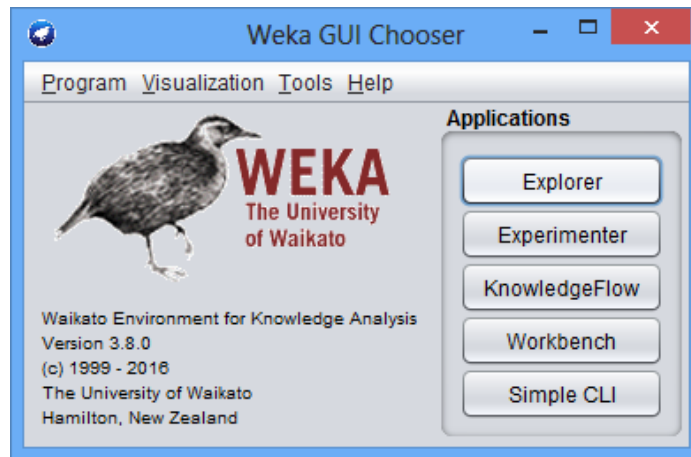 Weka GUI Chooser
Program Visualization Tools Help
WEKA
The University
of Waikato
Waikato Environment for Knowledge Analysis
Version 3.8.0
(c) 1999 - 2016
The University of Waikato
Hamilton, New Zealand
Applications
Explorer
Experimenter
KnowledgeFlow
Workbench
Simple CLI